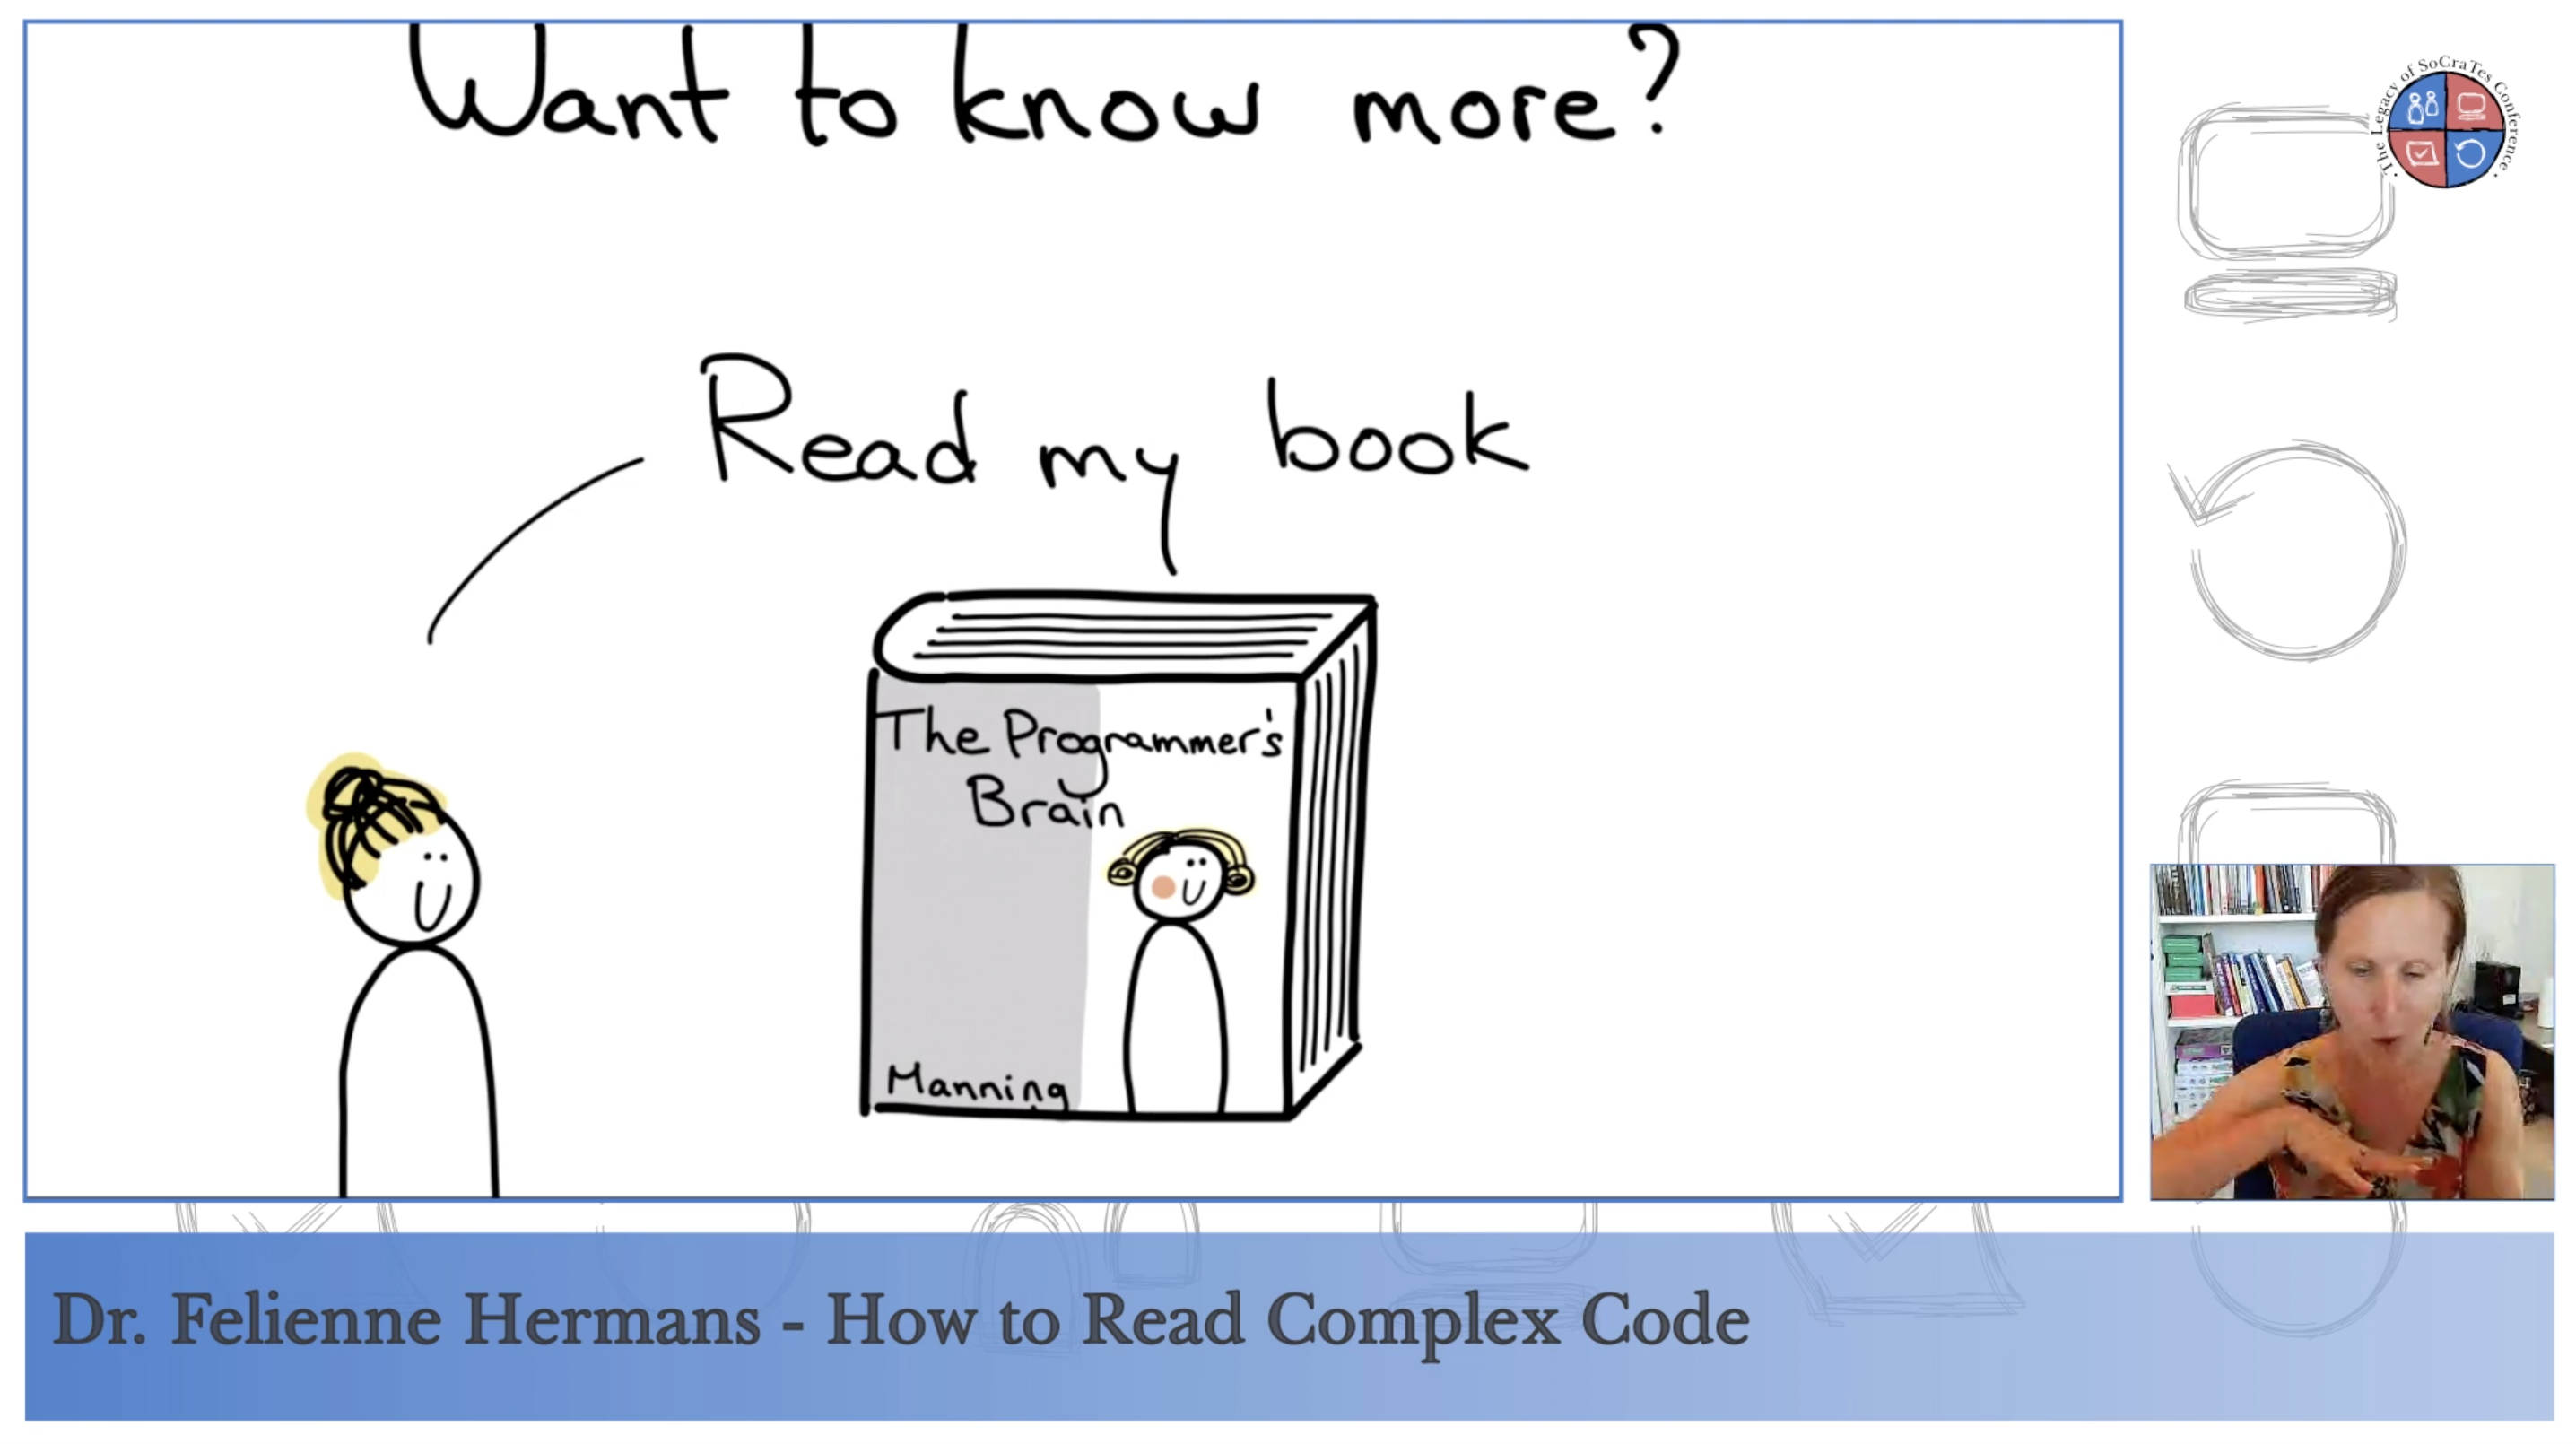 Want to know more?
The Legacy of SoCraTes Conference
Read my book
The Programmer's
Brain
Manning
Dr. Felienne Hermans - How to Read Complex Code